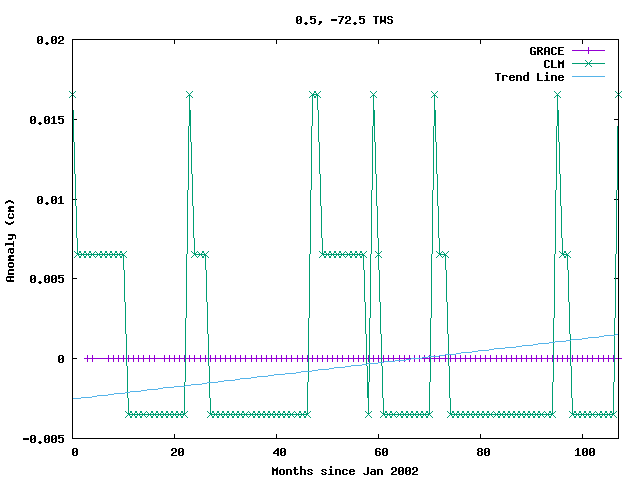 0.5, -72.5 TWS
0.02
GRACE
CLM
Trend Line
0.015
0.01
Anomaly (cm)
0.005
0
-0.005
0 20 40 60 80 100
Months since Jan 2002